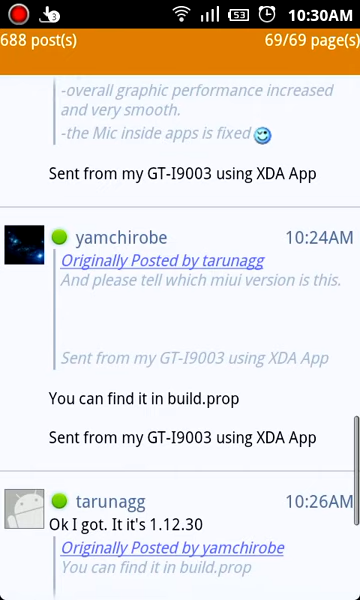 3 53 10:30AM
688 post(s) 69/69 page(s)
-overall graphic performance increased
and very smooth.
-the Mic inside apps is fixed
Sent from my GT-I9003 using XDA App
yamchirobe 10:24AM
Originally Posted by tarunagg
And please tell which miui version is this.
Sent from my GT-I9003 using XDA App
You can find it in build.prop
Sent from my GT-I9003 using XDA App
tarunagg 10:26AM
Ok I got. It it's 1.12.30
Originally Posted by yamchirobe
You can find it in build.prop